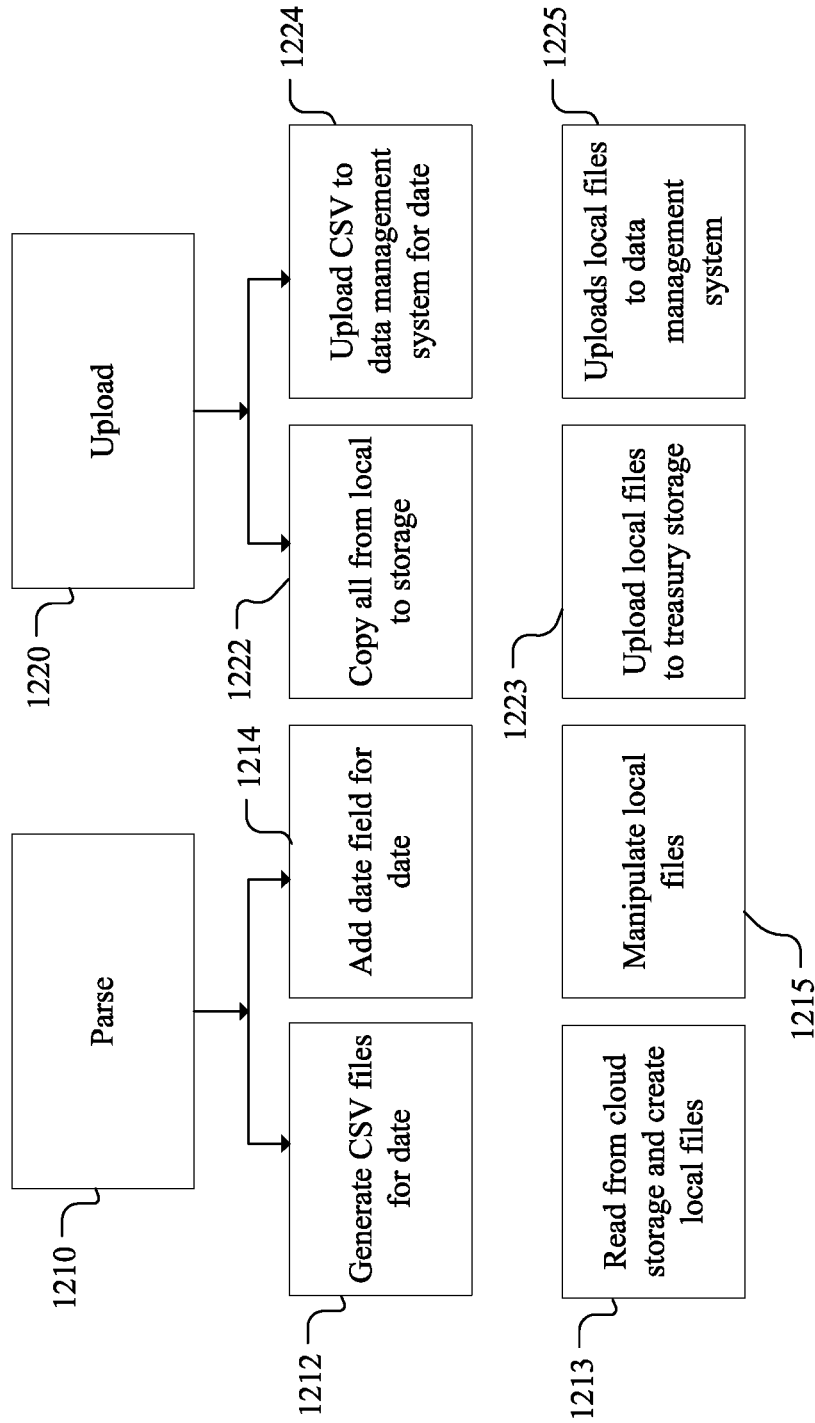 Parse
Upload
1210
1220
Generate CSV files
for date
Add date field for
date
Copy all from local
to storage
Upload CSV to
data management
system for date
1212
1214
1222
1224
Read from cloud
storage and create
local files
Manipulate local
files
Upload local files
to treasury storage
Uploads local files
to data
management
system
1213
1215
1223
1225